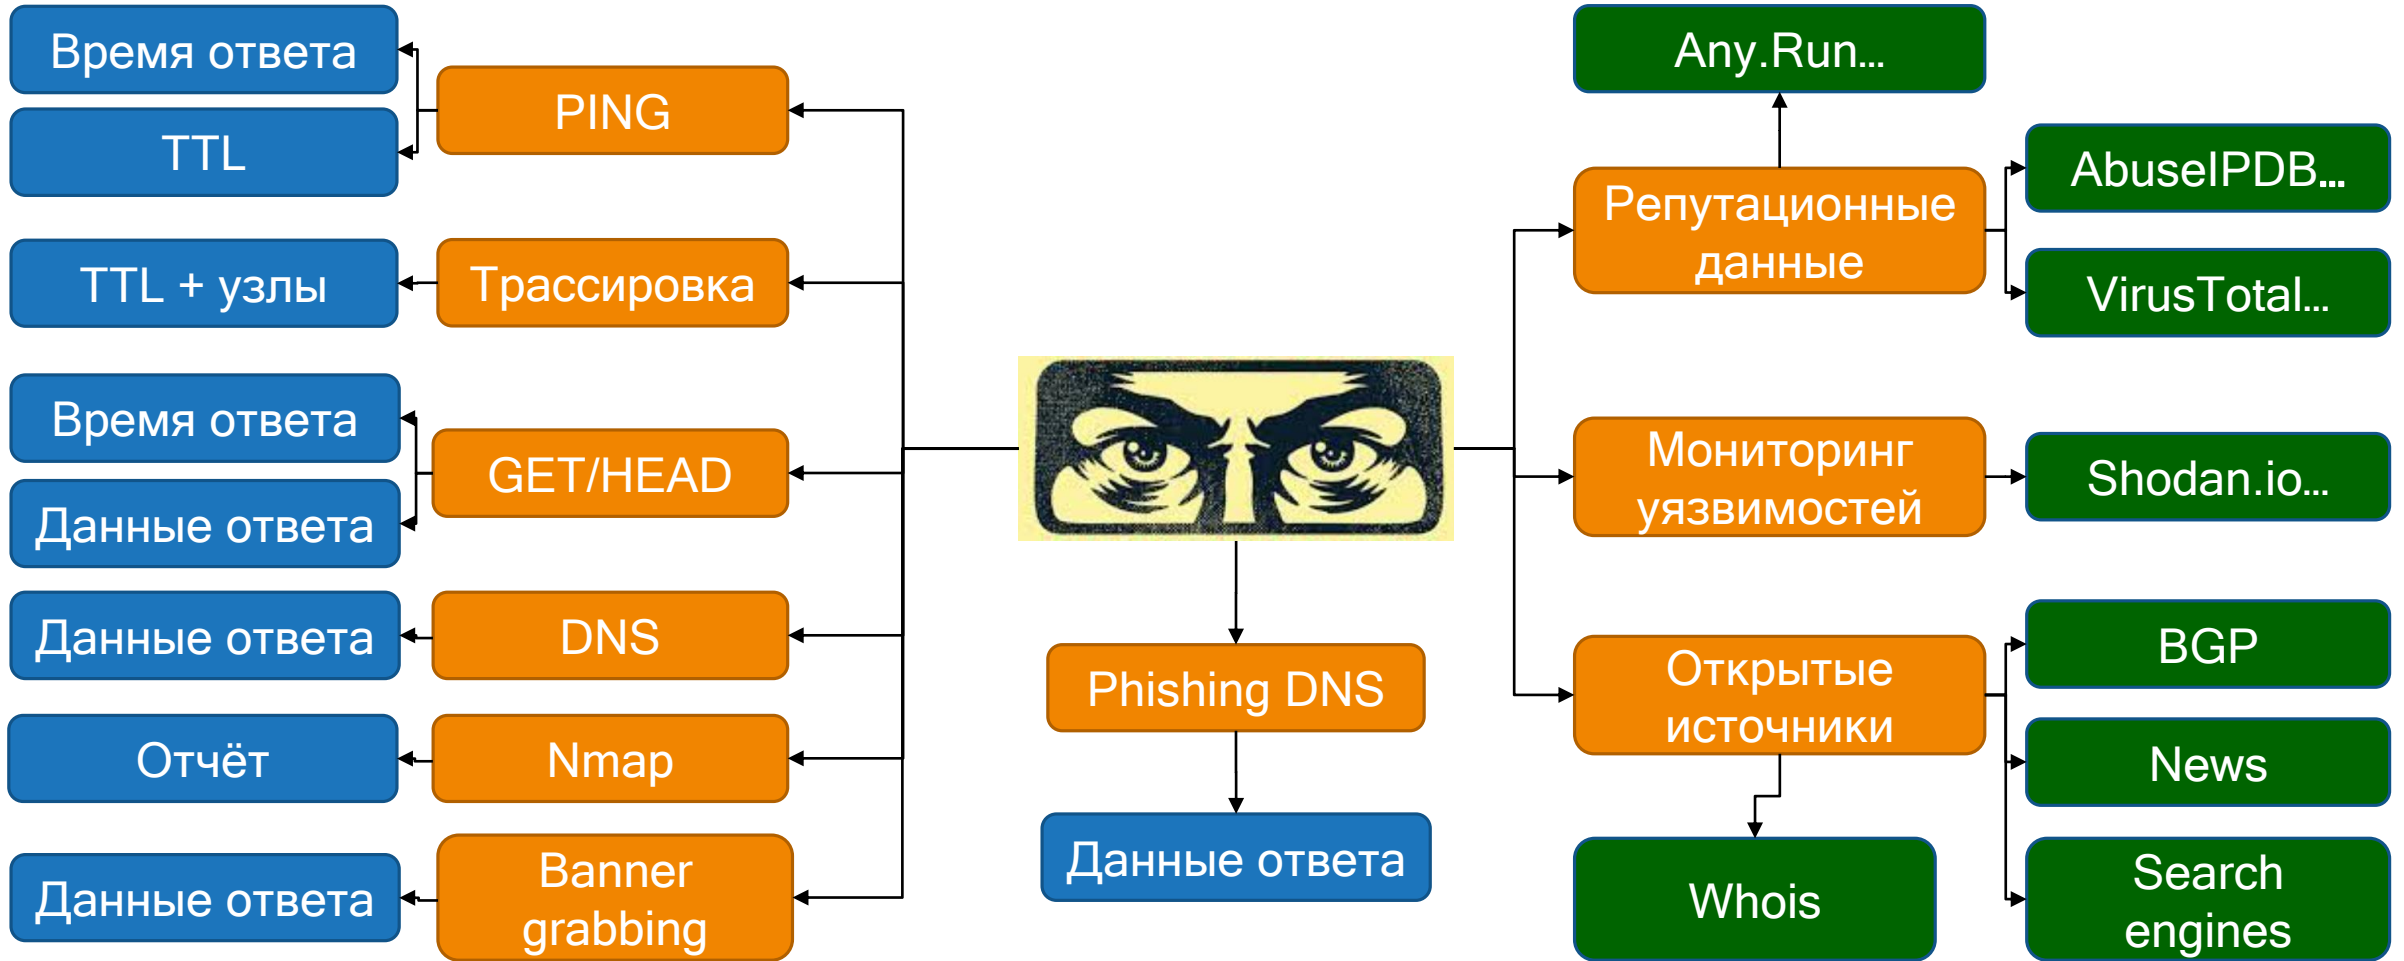 Время ответа
TTL
PING
TTL + узлы
Трассировка
Время ответа
Данные ответа
GET/HEAD
Данные ответа
DNS
Отчёт
Nmap
Данные ответа
Banner
grabbing
Phishing DNS
Данные ответа
Any.Run...
Репутационные
данные
AbuseIPDB...
VirusTotal...
Мониторинг
уязвимостей
Shodan.io...
Открытые
источники
BGP
News
Search
engines
Whois